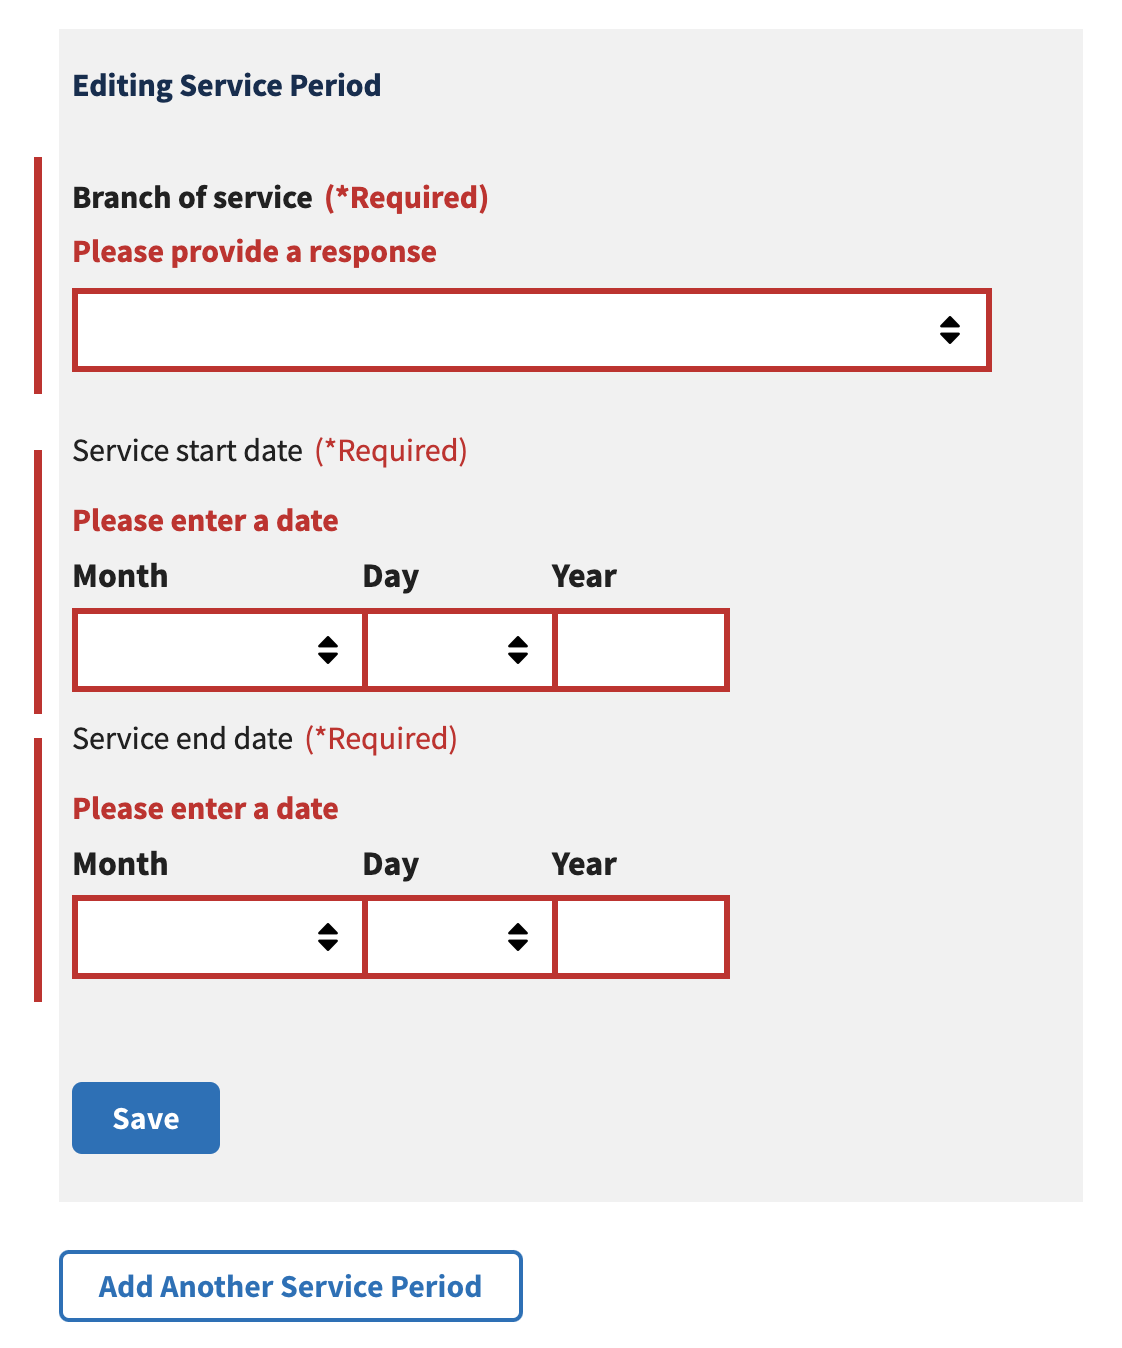 Editing Service Period
Branch of service (*Required)
Please provide a response
Service start date (*Required)
Please enter a date
Month Day Year
Service end date (*Required)
Please enter a date
Month Day Year
Save
Add Another Service Period